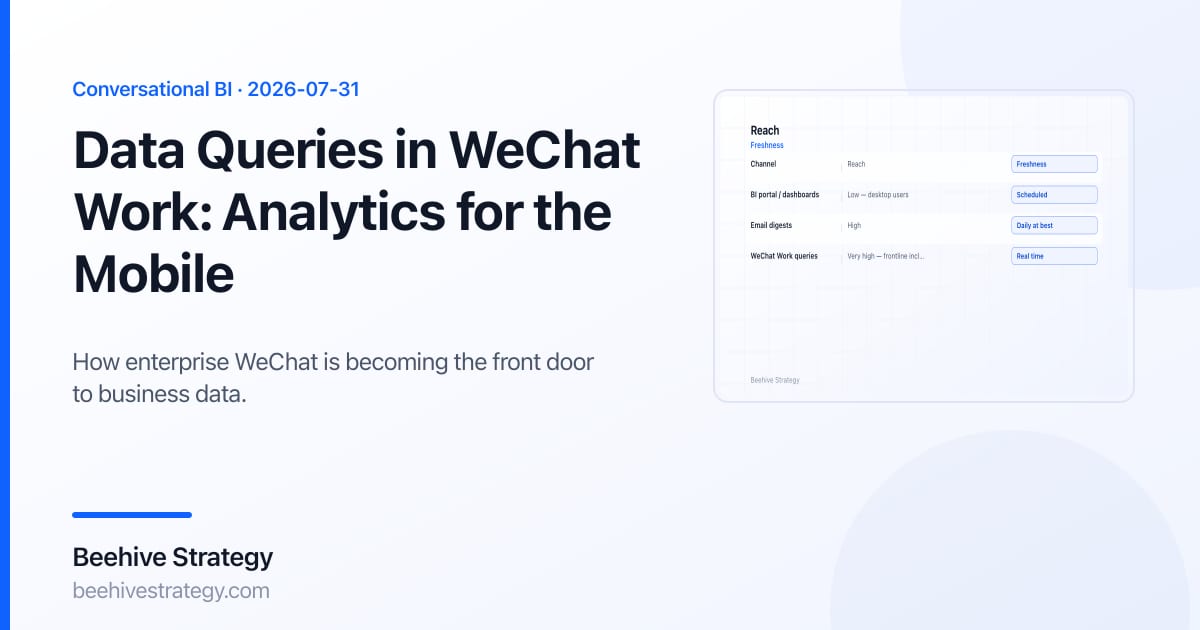 Conversational BI · 2026-07-31
Data Queries in WeChat
Work: Analytics for the
Mobile
How enterprise WeChat is becoming the front door
to business data.
Beehive Strategy
beehivestrategy.com
Reach
Freshness
Channel Reach Freshness
BI portal / dashboards Low — desktop users Scheduled
Email digests High Daily at best
WeChat Work queries Very high — frontline incl... Real time
Beehive Strategy